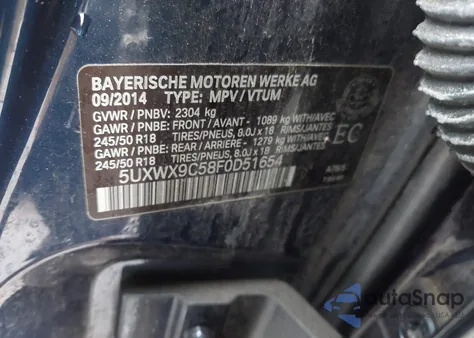 BAYERISCHE MOTOREN WERKE AG
09/2014 TYPE: MPV / VTUM
GVWR / PNBV: 2304 kg
GAWR / PNBE: FRONT / AVANT - 1089 kg WITH/AVEC
245/50 R18 TIRES/PNEUS, 8.0J x 18 RIMS/JANTES
GAWR / PNBE: REAR / ARRIERE - 1279 kg WITH/AVEC
245/50 R18 TIRES/PNEUS, 8.0J x 18 RIMS/JANTES
5UXWX9C58F0D51654
EC
autoSnap